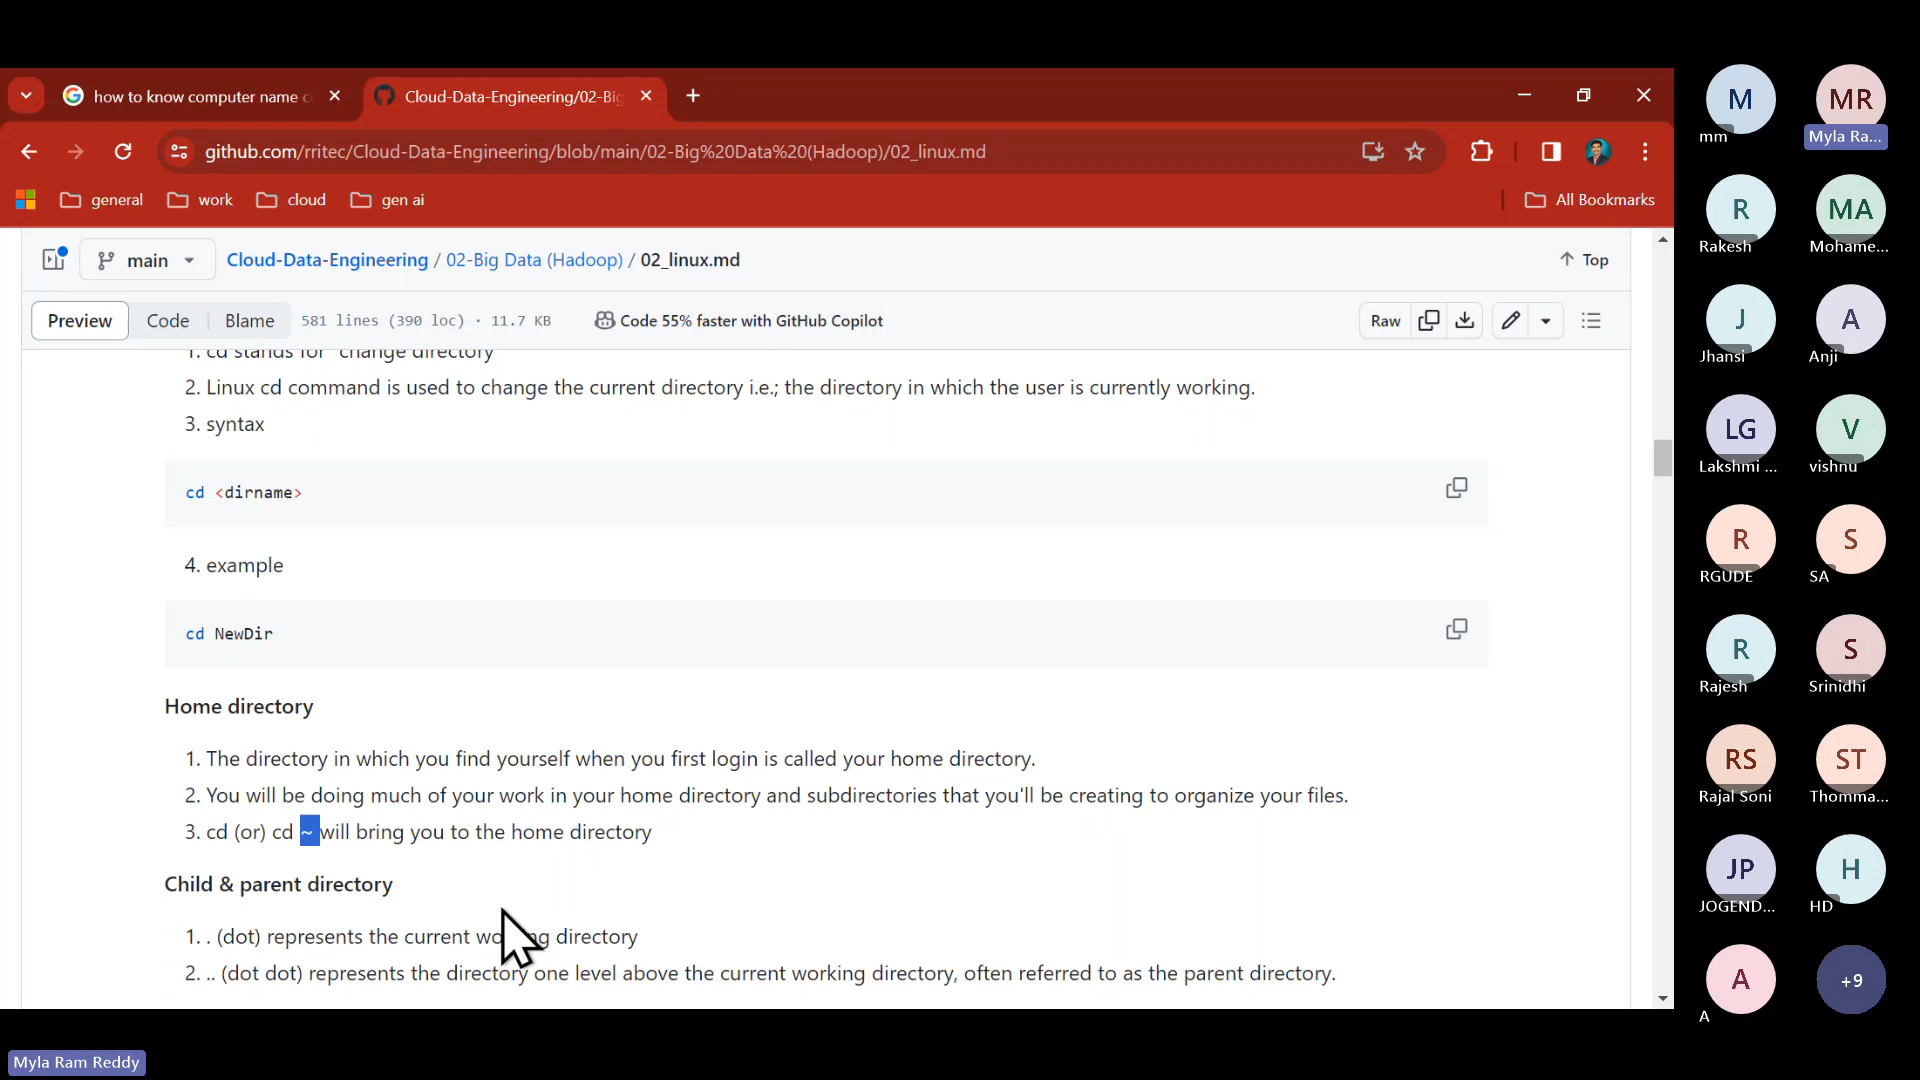 how to know computer name c
Cloud-Data-Engineering/02-Big
github.com/rritec/Cloud-Data-Engineering/blob/main/02-Big%20Data%20(Hadoop)/02_linux.md
general
work
cloud
gen ai
All Bookmarks
main
Cloud-Data-Engineering / 02-Big Data (Hadoop) / 02_linux.md
Top
Preview
Code
Blame
581 lines (390 loc) · 11.7 KB
Code 55% faster with GitHub Copilot
Raw
1. cd stands for "change directory"
2. Linux cd command is used to change the current directory i.e.; the directory in which the user is currently working.
3. syntax
cd <dirname>
4. example
cd NewDir
Home directory
1. The directory in which you find yourself when you first login is called your home directory.
2. You will be doing much of your work in your home directory and subdirectories that you'll be creating to organize your files.
3. cd (or) cd ~ will bring you to the home directory
Child & parent directory
1. . (dot) represents the current working directory
2. .. (dot dot) represents the directory one level above the current working directory, often referred to as the parent directory.
M
mm
MR
Myla Ra...
R
Rakesh
MA
Mohame...
J
Jhansi
A
Anji
LG
Lakshmi ...
V
vishnu
R
RGUDE
S
SA
R
Rajesh
S
Srinidhi
RS
Rajal Soni
ST
Thomma...
JP
JOGEND...
H
HD
A
A
+9
Myla Ram Reddy